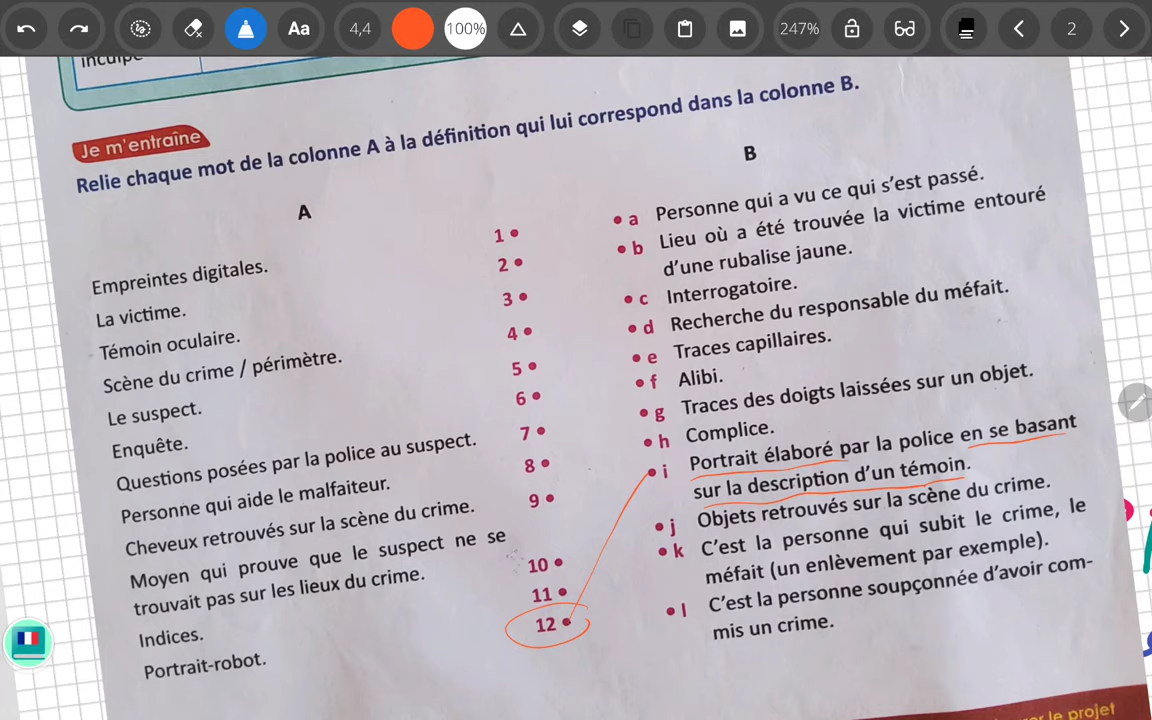 4,4
100%
247%
2
Aa
inculpé
Je m'entraîne
Relie chaque mot de la colonne A à la définition qui lui correspond dans la colonne B.
A
Empreintes digitales.
La victime.
Témoin oculaire.
Scène du crime / périmètre.
Le suspect.
Enquête.
Questions posées par la police au suspect.
Personne qui aide le malfaiteur.
Cheveux retrouvés sur la scène du crime.
Moyen qui prouve que le suspect ne se
trouvait pas sur les lieux du crime.
Indices.
Portrait-robot.
1
2
3
4
5
6
7
8
9
10
11
12
B
a Personne qui a vu ce qui s'est passé.
b Lieu où a été trouvée la victime entouré
d'une rubalise jaune.
c Interrogatoire.
d Recherche du responsable du méfait.
e Traces capillaires.
f Alibi.
g Traces des doigts laissées sur un objet.
h Complice.
i Portrait élaboré par la police en se basant
sur la description d'un témoin.
j Objets retrouvés sur la scène du crime.
k C'est la personne qui subit le crime, le
méfait (un enlèvement par exemple).
l C'est la personne soupçonnée d'avoir com-
mis un crime.
le projet